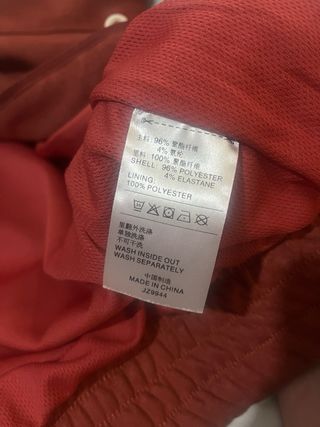 主料: 96% 聚酯纤维
4% 氨纶
里料: 100% 聚酯纤维
SHELL: 96% POLYESTER
4% ELASTANE
LINING:
100% POLYESTER
里翻外洗涤
单独洗涤
不可干洗
WASH INSIDE OUT
WASH SEPARATELY
中国制造
MADE IN CHINA
JZ9944